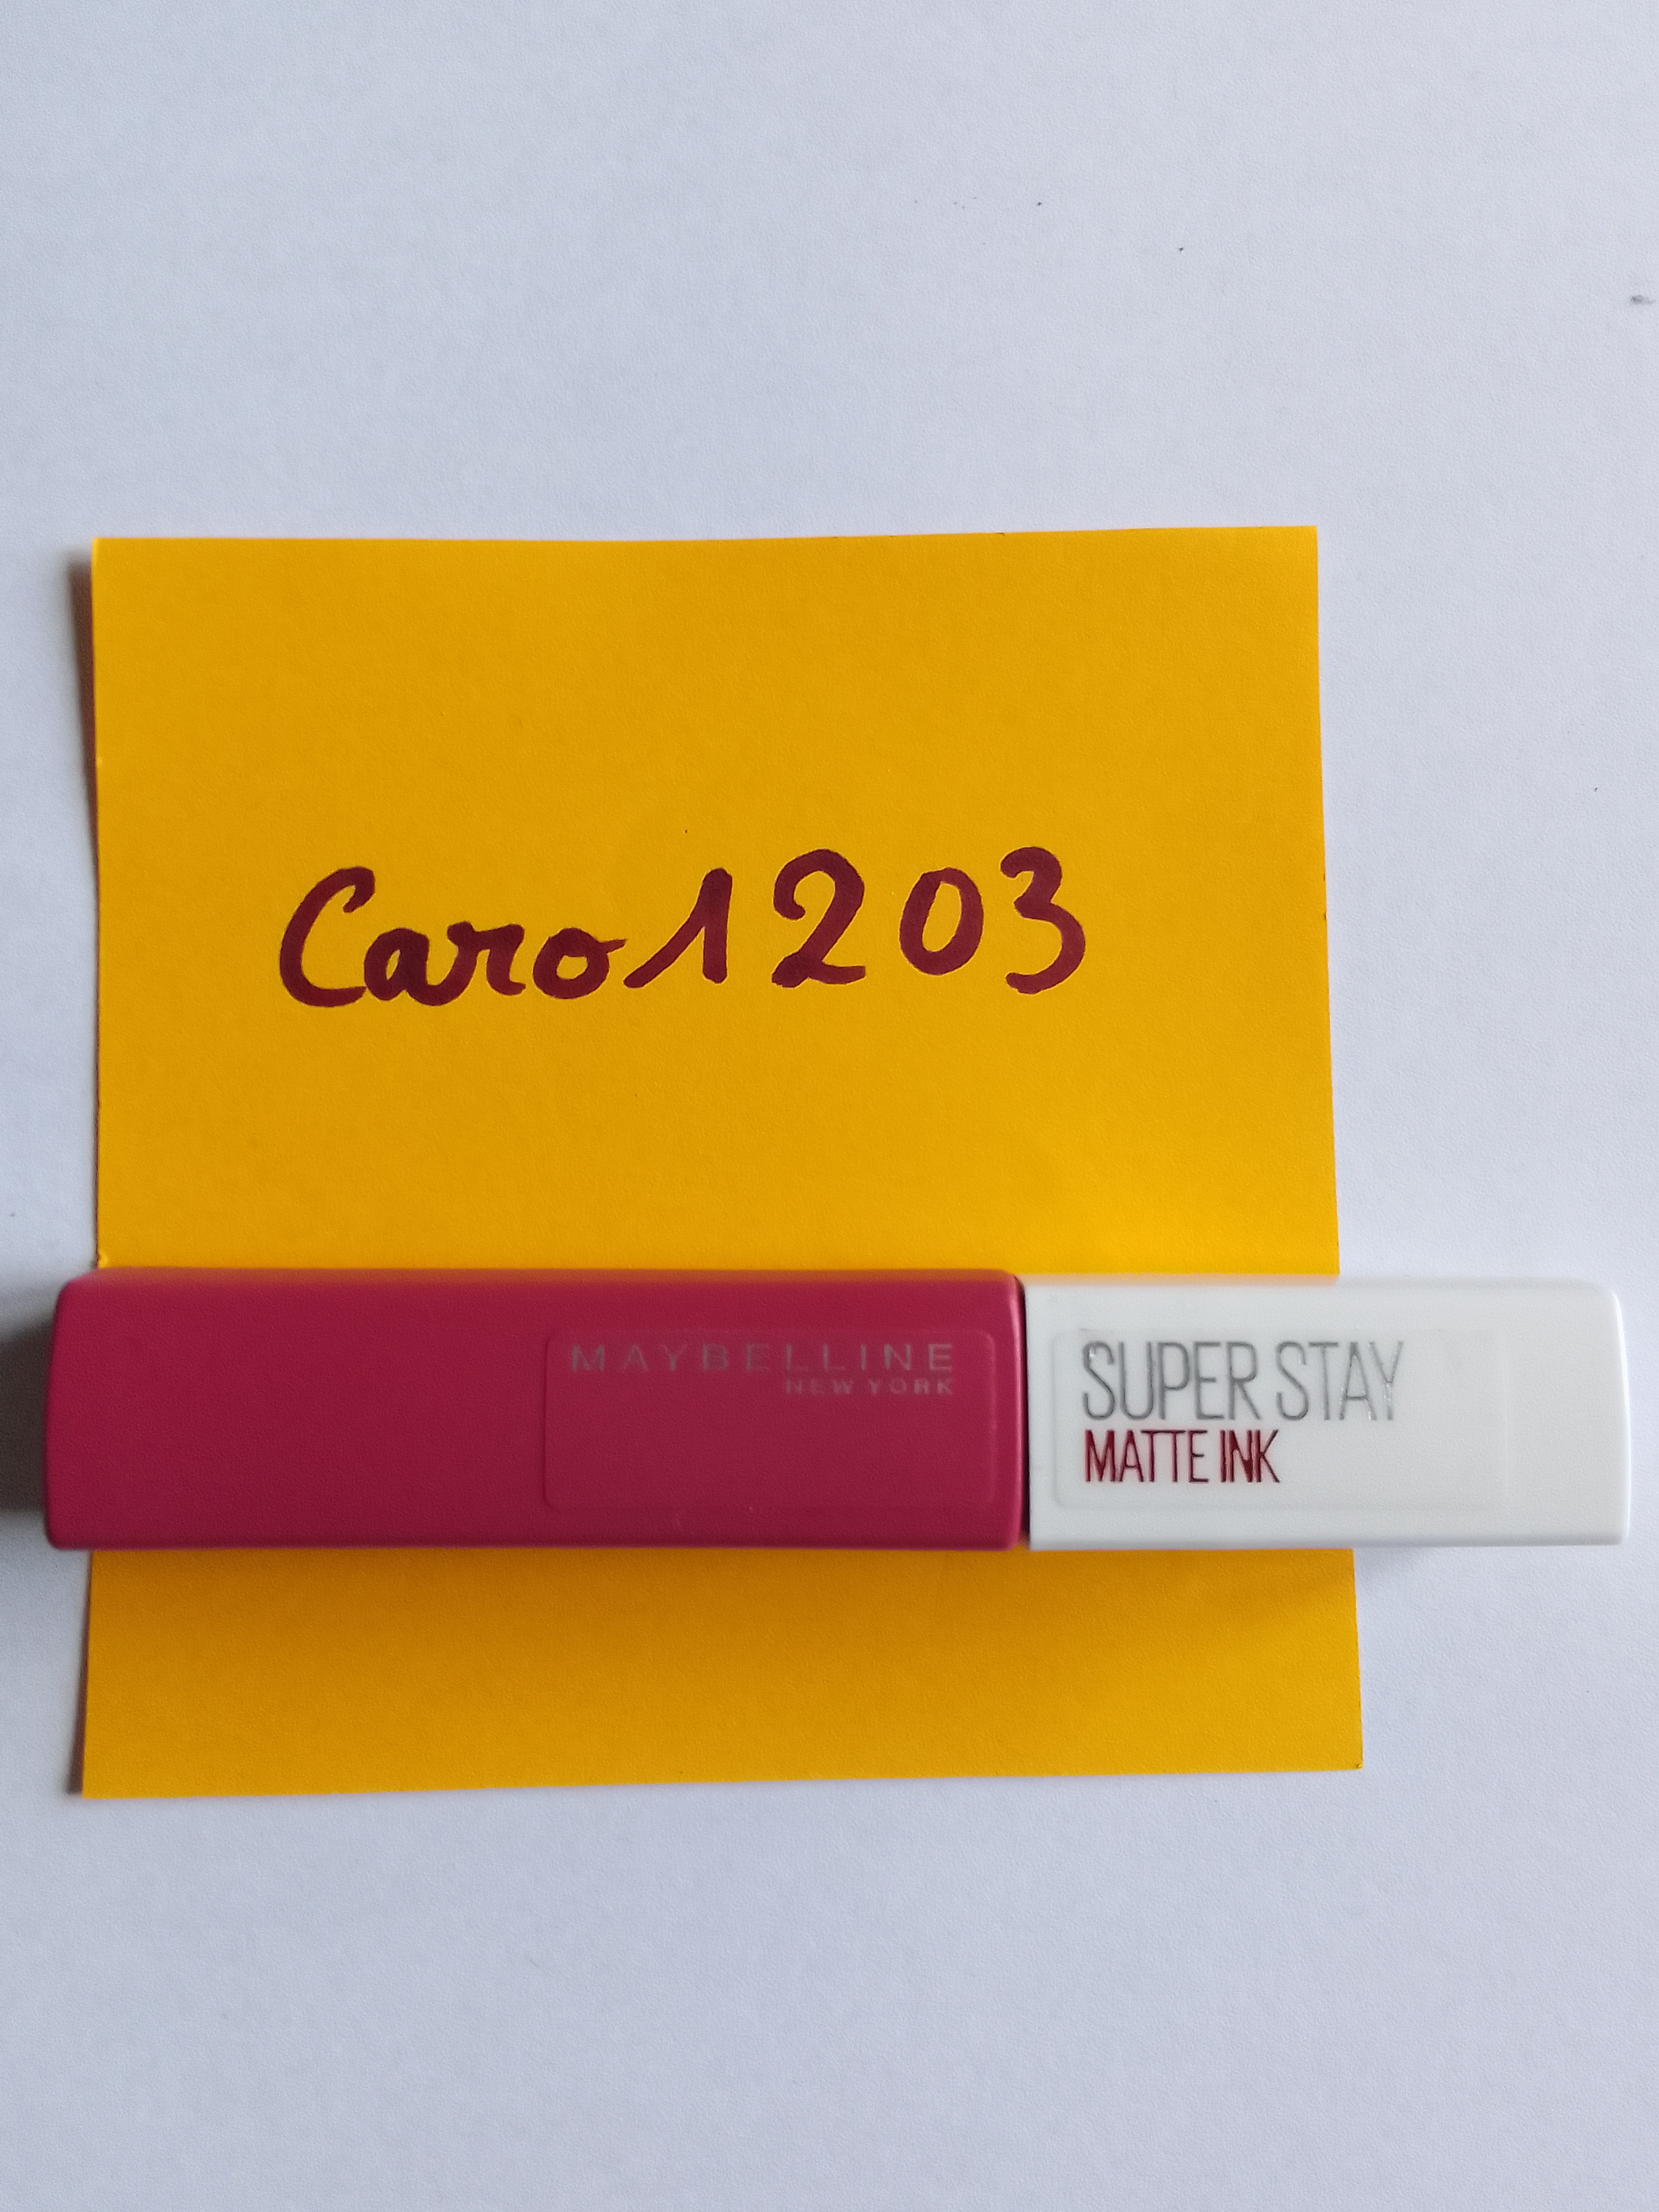 Caro1203
MAYBELLINE
NEW YORK
SUPER STAY
MATTE INK